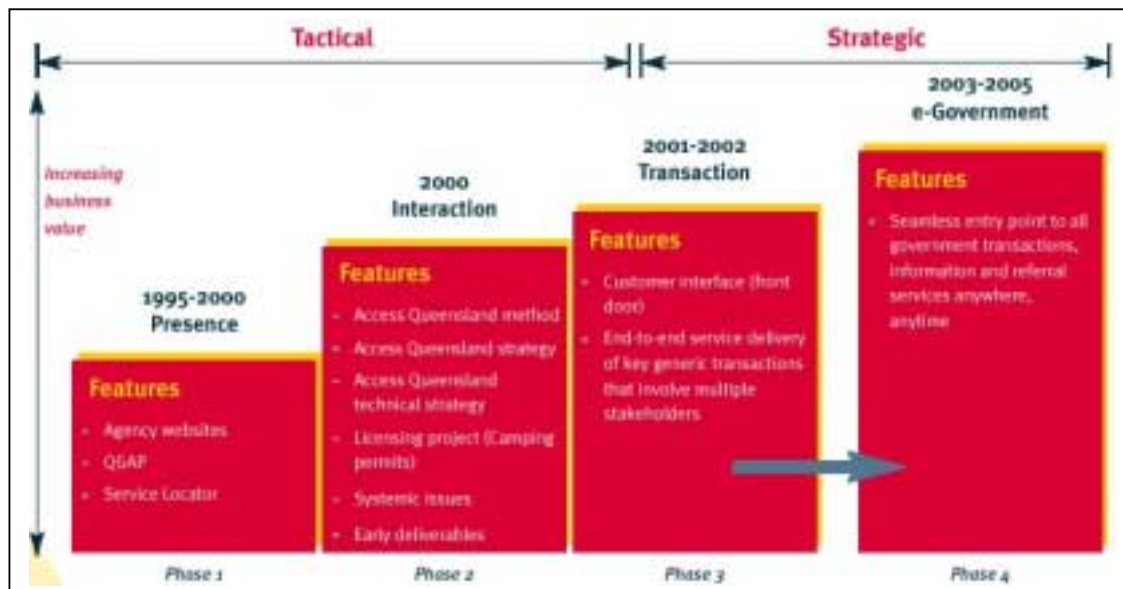 Tactical
Strategic
Increasing
business
value
1995-2000
Presence
Features
- Agency websites
- QGAP
- Service Locator
Phase 1
2000
Interaction
Features
- Access Queensland method
- Access Queensland strategy
- Access Queensland
technical strategy
- Licensing project (Camping
permits)
- Systemic issues
- Early deliverables
Phase 2
2001-2002
Transaction
Features
- Customer interface (front
door)
- End-to-end service delivery
of key generic transactions
that involve multiple
stakeholders
Phase 3
2003-2005
e-Government
Features
- Seamless entry point to all
government transactions,
information and referral
services anywhere,
anytime
Phase 4